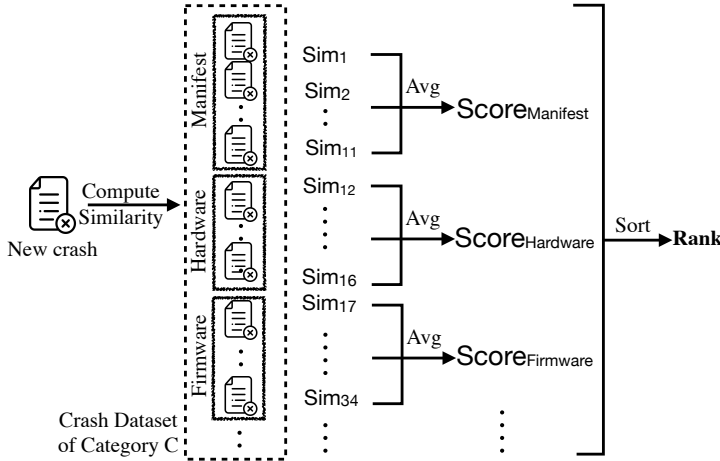 New crash
Compute
Similarity
Crash Dataset
of Category C
Manifest
Hardware
Firmware
Sim1
Sim2
Sim11
Sim12
Sim16
Sim17
Sim34
Avg
Avg
Avg
ScoreManifest
ScoreHardware
ScoreFirmware
Sort
Rank